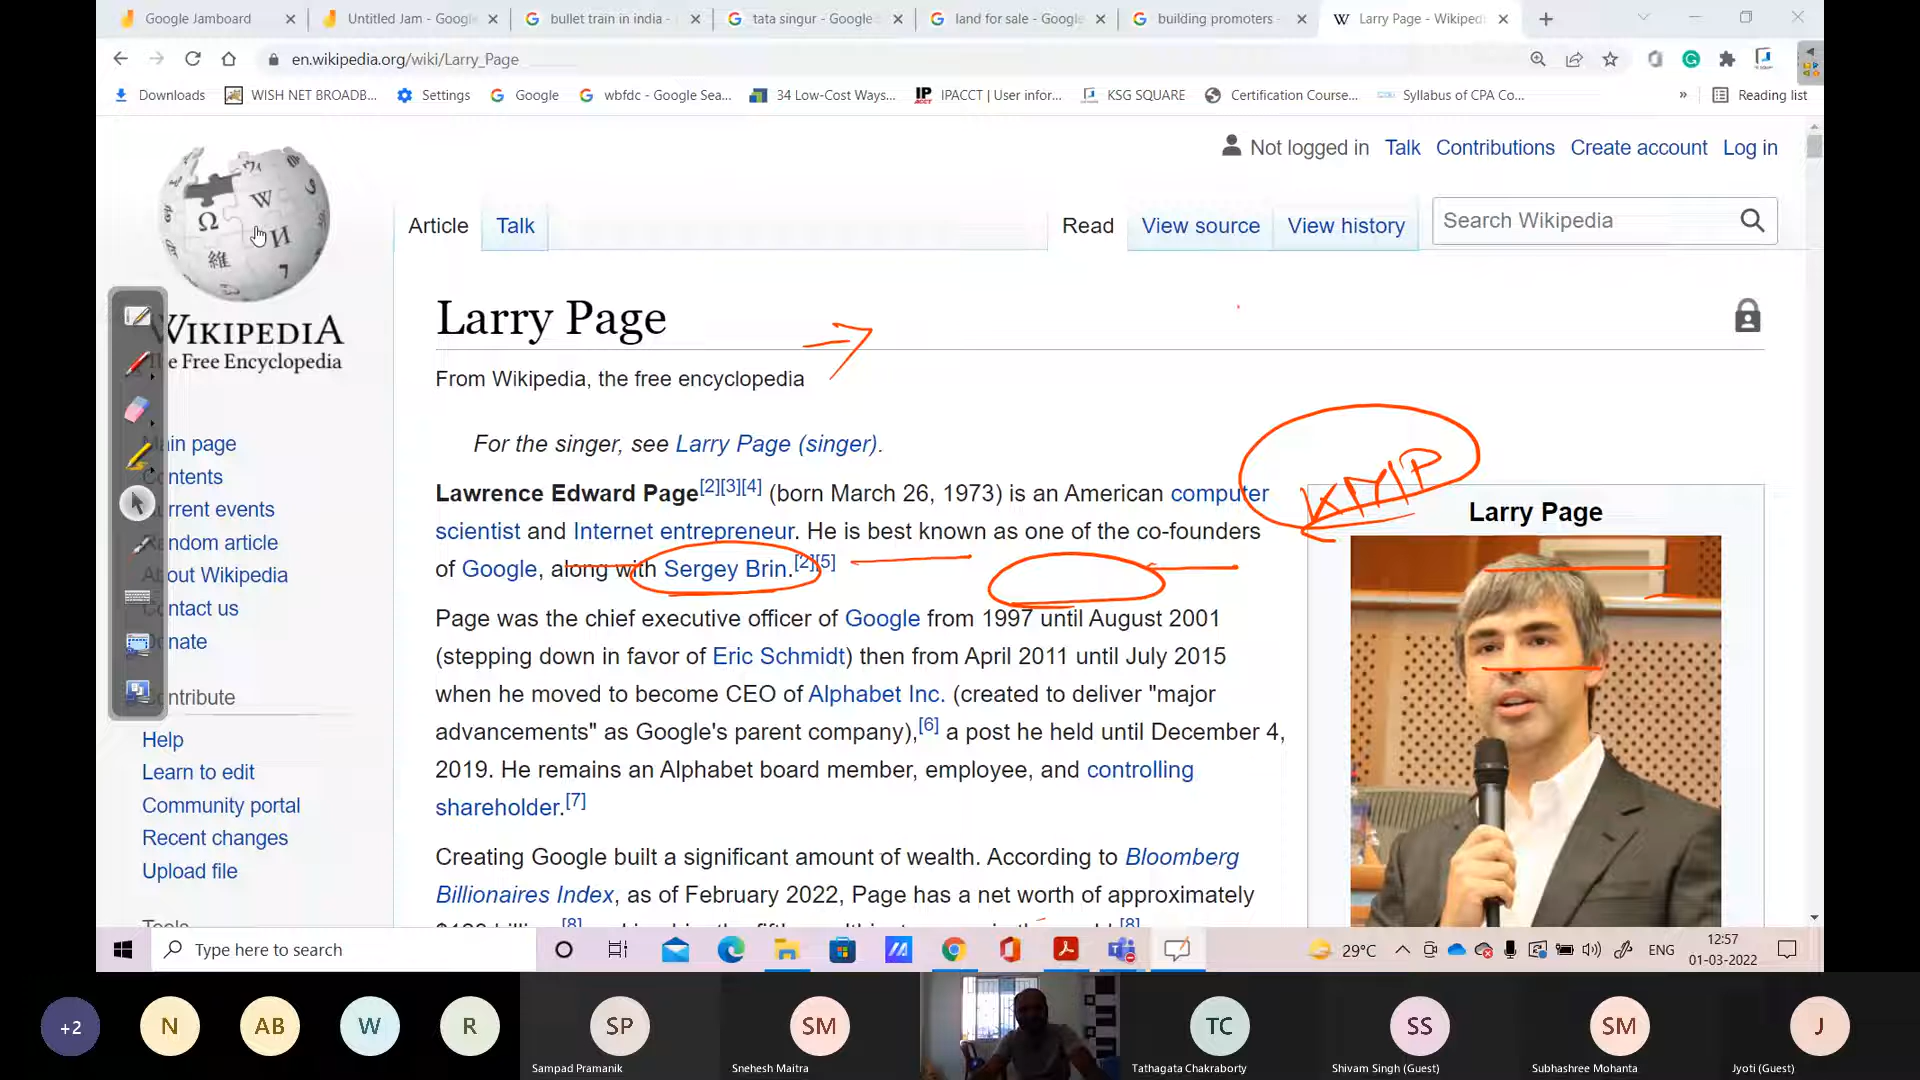 Google Jamboard
Untitled Jam - Google
bullet train in india -
tata singur - Google
land for sale - Google
building promoters -
Larry Page - Wikipedi
en.wikipedia.org/wiki/Larry_Page
Downloads
WISH NET BROADB...
Settings
Google
wbfdc - Google Sea...
34 Low-Cost Ways...
IPACCT | User infor...
KSG SQUARE
Certification Course...
Syllabus of CPA Co...
»
Reading list
Not logged in Talk Contributions Create account Log in
Article Talk
Read View source View history
Search Wikipedia
WIKIPEDIA
The Free Encyclopedia
Larry Page
From Wikipedia, the free encyclopedia
For the singer, see Larry Page (singer).
Lawrence Edward Page[2][3][4] (born March 26, 1973) is an American computer
scientist and Internet entrepreneur. He is best known as one of the co-founders
of Google, along with Sergey Brin.[2][5]
Page was the chief executive officer of Google from 1997 until August 2001
(stepping down in favor of Eric Schmidt) then from April 2011 until July 2015
when he moved to become CEO of Alphabet Inc. (created to deliver "major
advancements" as Google's parent company),[6] a post he held until December 4,
2019. He remains an Alphabet board member, employee, and controlling
shareholder.[7]
Creating Google built a significant amount of wealth. According to Bloomberg
Billionaires Index, as of February 2022, Page has a net worth of approximately
[8] [8]
Larry Page
Main page
Contents
Current events
Random article
About Wikipedia
Contact us
Donate
Contribute
Help
Learn to edit
Community portal
Recent changes
Upload file
Tools
Type here to search
29°C
ENG
12:57
01-03-2022
+2
N
AB
W
R
SP
Sampad Pramanik
SM
Snehesh Maitra
TC
Tathagata Chakraborty
SS
Shivam Singh (Guest)
SM
Subhashree Mohanta
J
Jyoti (Guest)